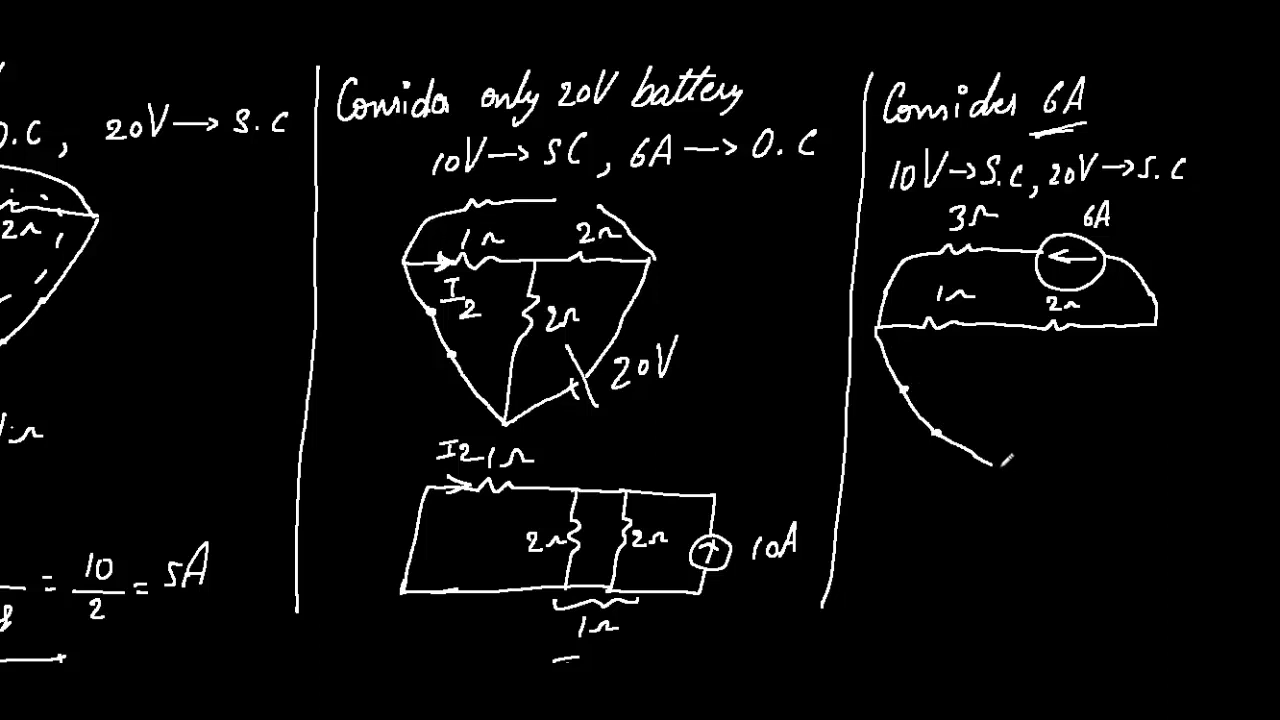 O.C, 20V → S.C
2Ω
Ω
= 10/2 = 5A
Consider only 20V battery
10V → SC, 6A → O.C
1Ω 2Ω
I2
2Ω
20V
I2 1Ω
2Ω 2Ω 10A
1Ω
Consider 6A
10V → S.C, 20V → S.C
3Ω 6A
1Ω 2Ω